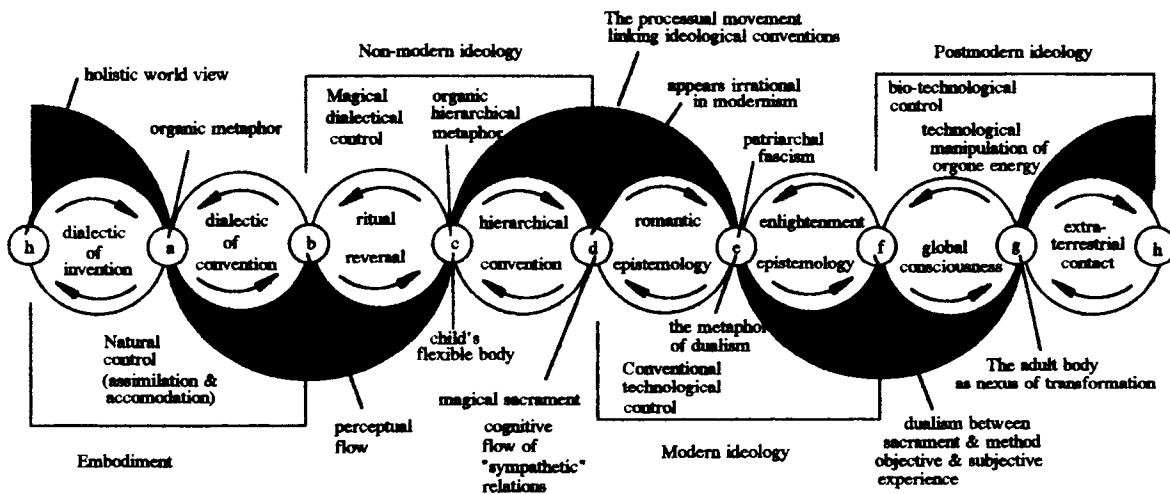 The processual movement
linking ideological conventions
Non-modern ideology
Postmodern ideology
holistic world view
organic metaphor
Magical
dialectical
control
organic
hierarchical
metaphor
appears irrational
in modernism
patriarchal
fascism
bio-technological
control
technological
manipulation of
orgone energy
h
dialectic
of
invention
a
dialectic
of
convention
b
ritual
reversal
c
hierarchical
convention
d
romantic
epistemology
e
enlightenment
epistemology
f
global
consciousness
g
extra-
terrestrial
contact
h
Natural
control
(assimilation &
accomodation)
Embodiment
perceptual
flow
child's
flexible body
magical sacrament
cognitive
flow of
"sympathetic"
relations
the metaphor
of dualism
Conventional
technological
control
Modern ideology
The adult body
as nexus of transformation
dualism between
sacrament & method
objective & subjective
experience